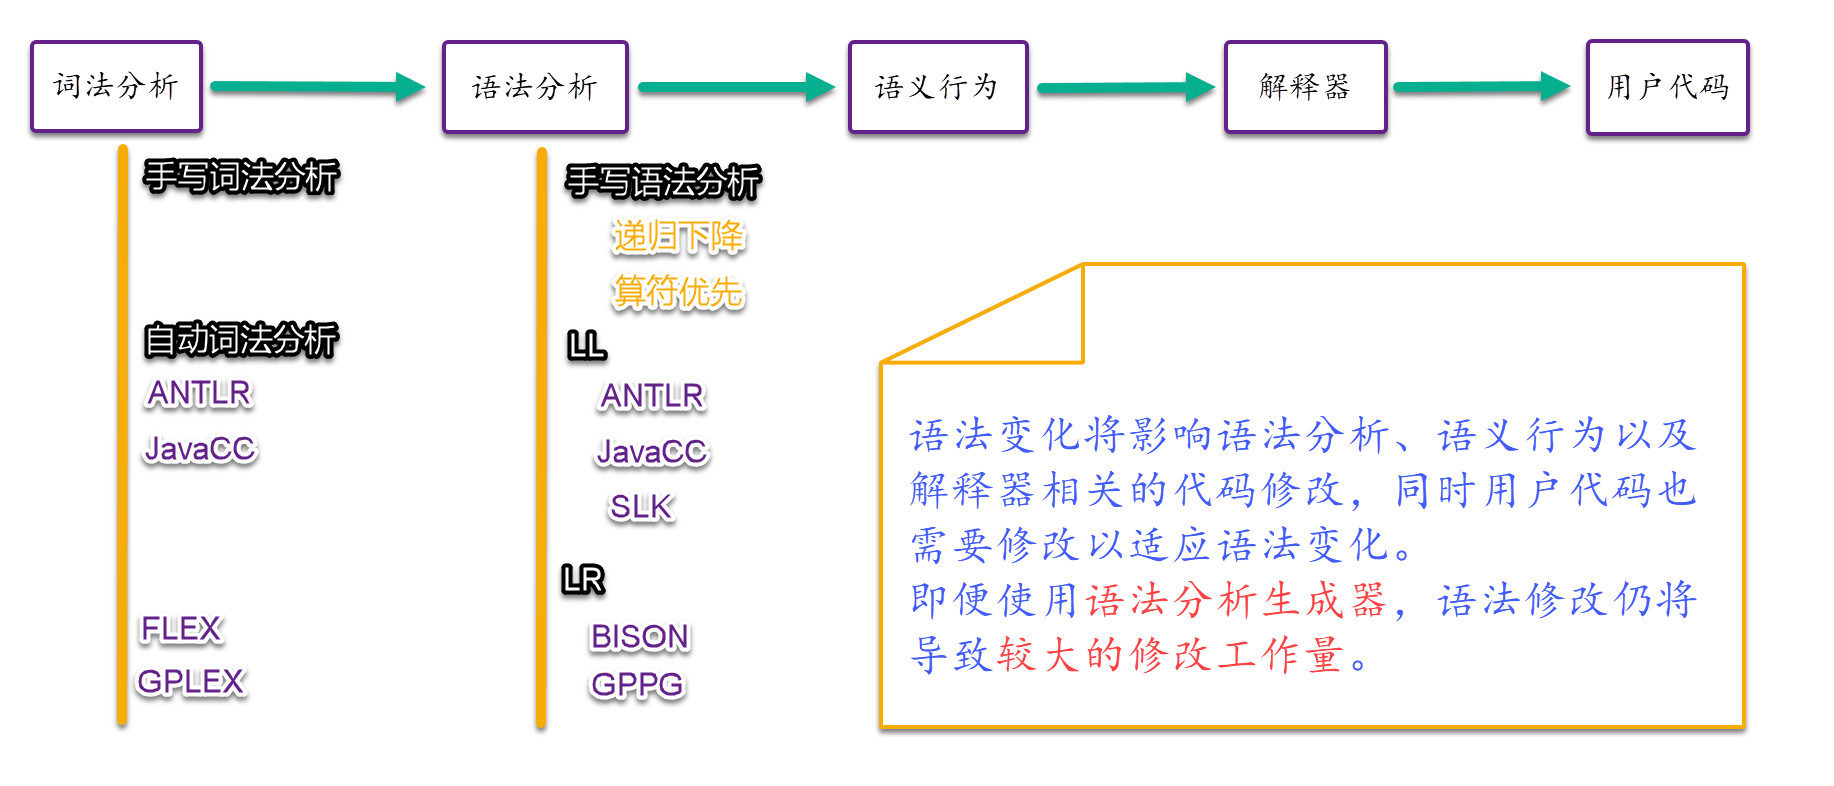 词法分析
语法分析
语义行为
解释器
用户代码
手写词法分析
自动词法分析
ANTLR
JavaCC
FLEX
GPLEX
手写语法分析
递归下降
算符优先
LL
ANTLR
JavaCC
SLK
LR
BISON
GPPG
语法变化将影响语法分析、语义行为以及
解释器相关的代码修改，同时用户代码也
需要修改以适应语法变化。
即便使用语法分析生成器，语法修改仍将
导致较大的修改工作量。